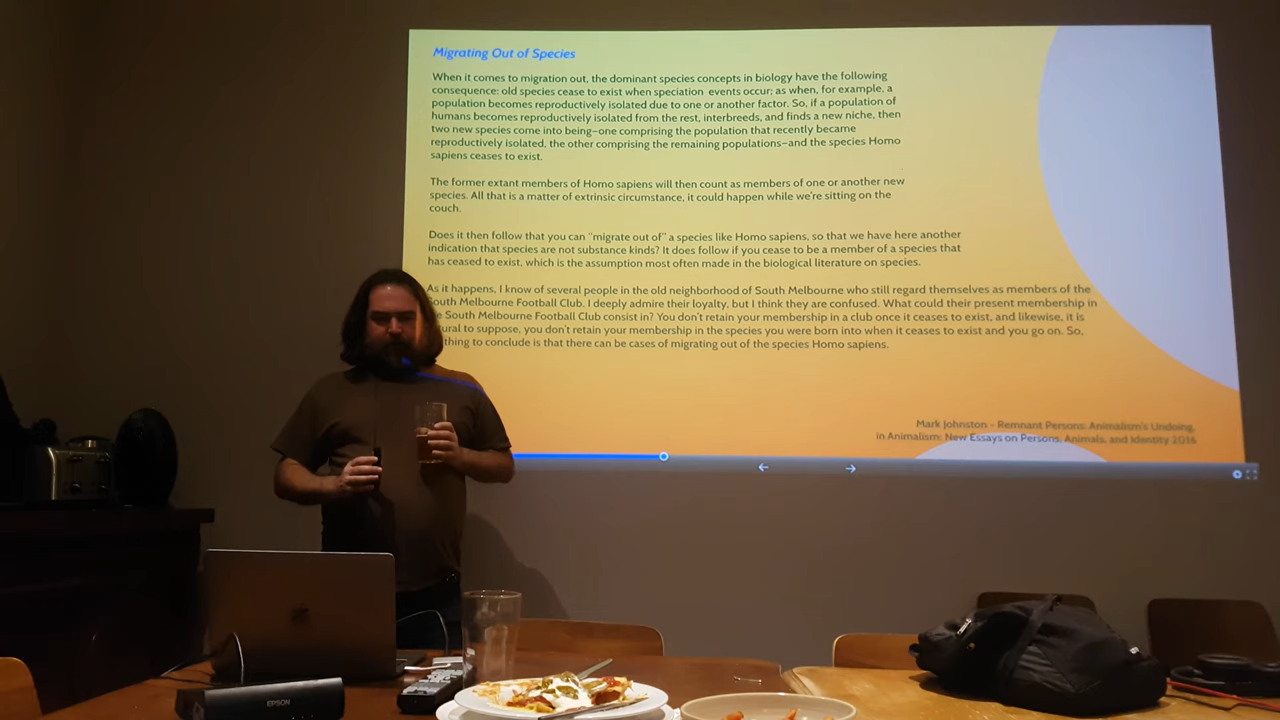 Migrating Out of Species
When it comes to migration out, the dominant species concepts in biology have the following
consequence: old species cease to exist when speciation events occur; as when, for example, a
population becomes reproductively isolated due to one or another factor. So, if a population of
humans becomes reproductively isolated from the rest, interbreeds, and finds a new niche, then
two new species come into being—one comprising the population that recently became
reproductively isolated, the other comprising the remaining populations—and the species Homo
sapiens ceases to exist.
The former extant members of Homo sapiens will then count as members of one or another new
species. All that is a matter of extrinsic circumstance, it could happen while we're sitting on the
couch.
Does it then follow that you can "migrate out of" a species like Homo sapiens, so that we have here another
indication that species are not substance kinds? It does follow if you cease to be a member of a species that
has ceased to exist, which is the assumption most often made in the biological literature on species.
As it happens, I know of several people in the old neighborhood of South Melbourne who still regard themselves as members of the
South Melbourne Football Club. I deeply admire their loyalty, but I think they are confused. What could their present membership in
e South Melbourne Football Club consist in? You don't retain your membership in a club once it ceases to exist, and likewise, it is
ural to suppose, you don't retain your membership in the species you were born into when it ceases to exist and you go on. So,
thing to conclude is that there can be cases of migrating out of the species Homo sapiens.
Mark Johnston - Remnant Persons: Animalism's Undoing,
in Animalism: New Essays on Persons, Animals, and Identity 2016
EPSON